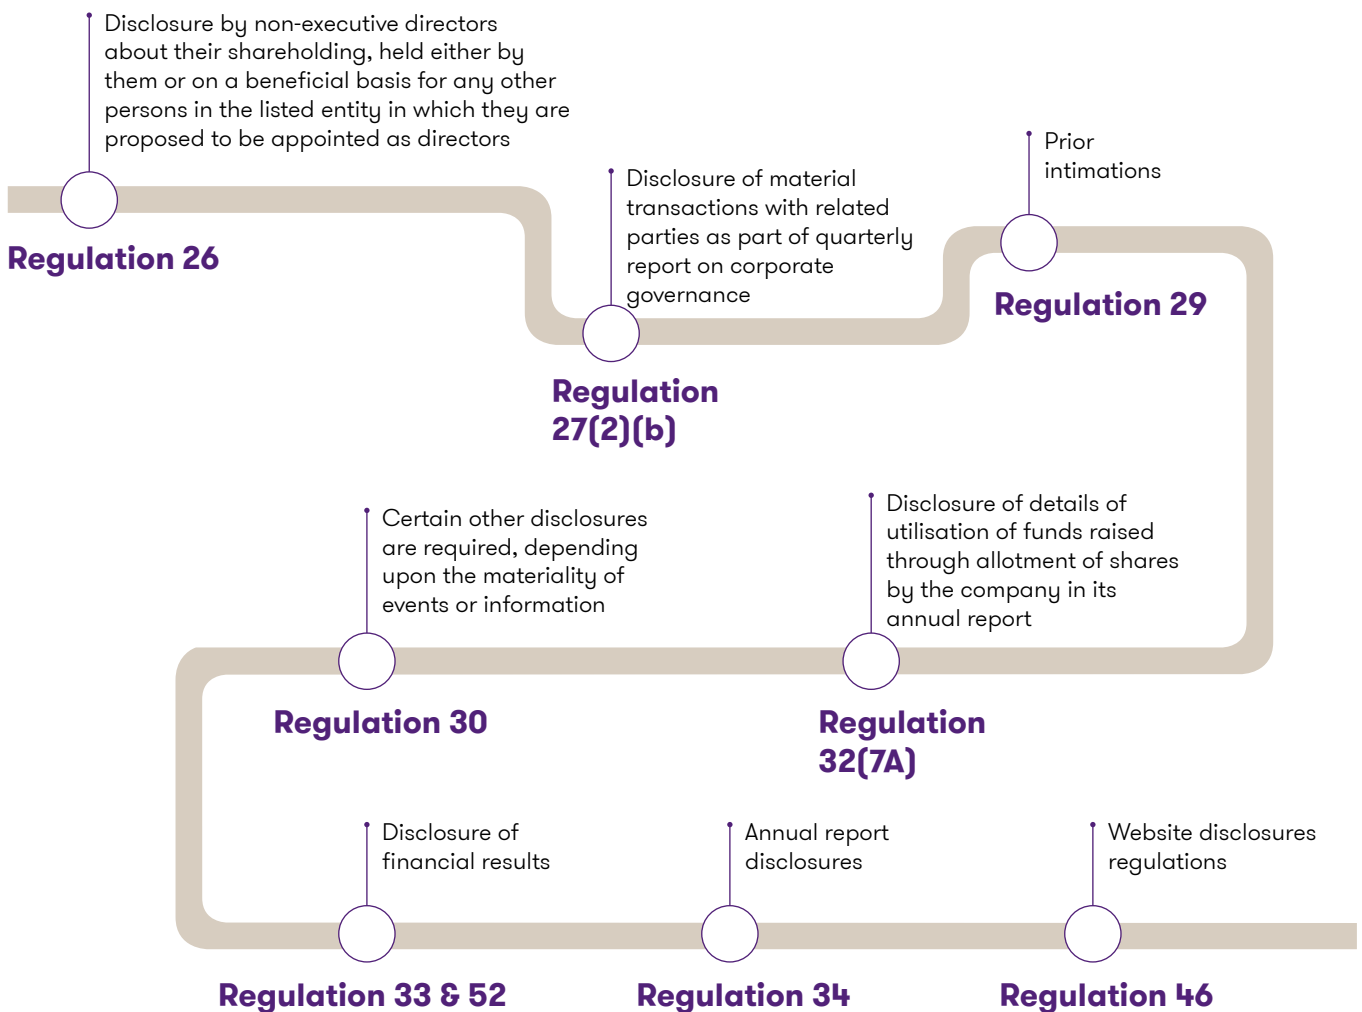 Disclosure by non-executive directors
about their shareholding, held either by
them or on a beneficial basis for any other
persons in the listed entity in which they are
proposed to be appointed as directors
Regulation 26
Disclosure of material
transactions with related
parties as part of quarterly
report on corporate
governance
Regulation
27(2)(b)
Prior
intimations
Regulation 29
Certain other disclosures
are required, depending
upon the materiality of
events or information
Regulation 30
Disclosure of details of
utilisation of funds raised
through allotment of shares
by the company in its
annual report
Regulation
32(7A)
Disclosure of
financial results
Regulation 33 & 52
Annual report
disclosures
Regulation 34
Website disclosures
regulations
Regulation 46